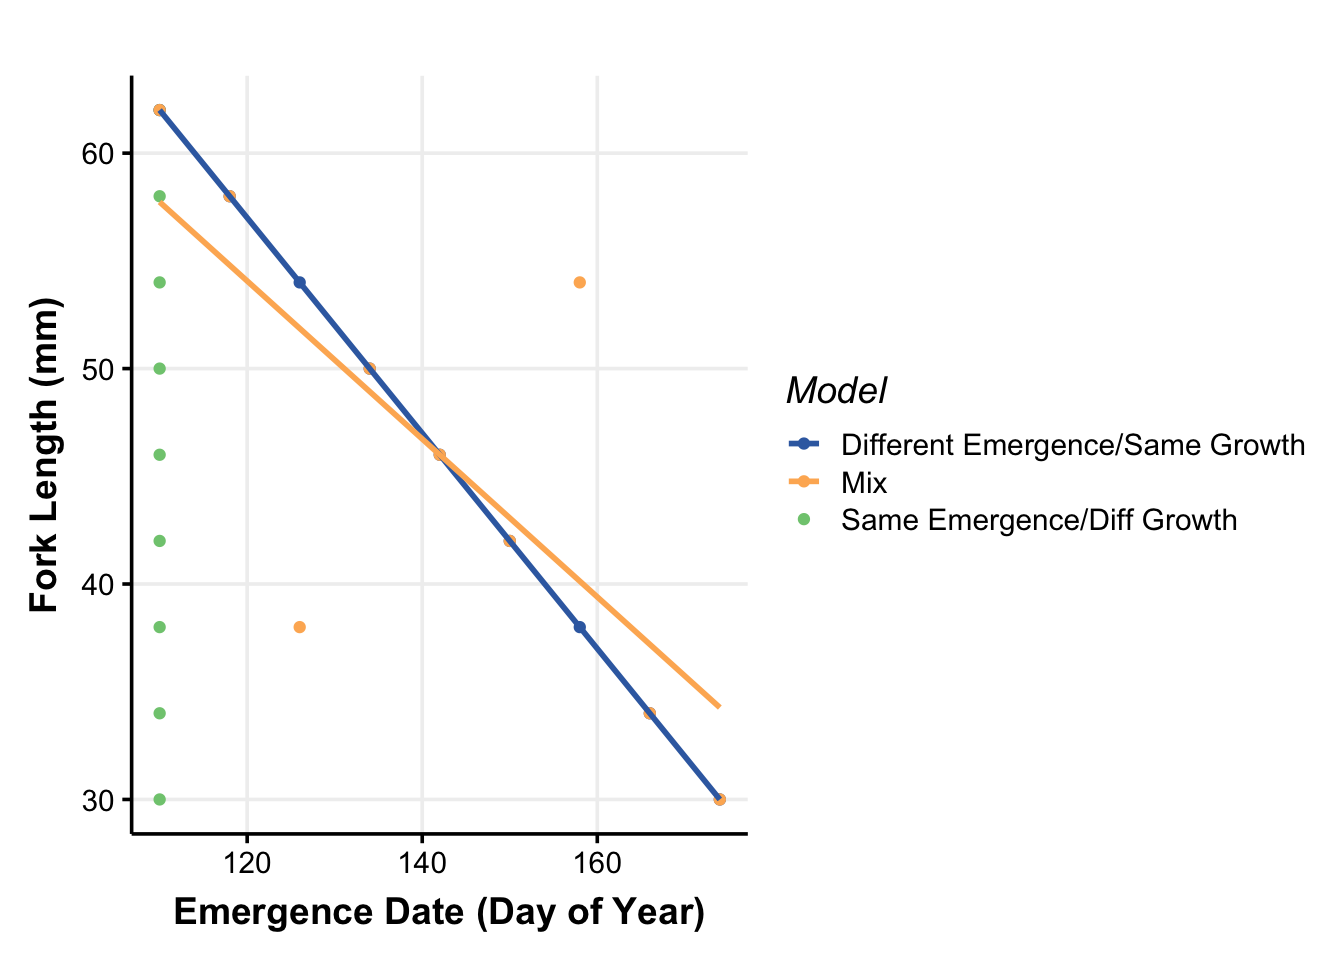 60
50
40
30
Fork Length (mm)
120 140 160
Emergence Date (Day of Year)
Model
Different Emergence/Same Growth
Mix
Same Emergence/Diff Growth